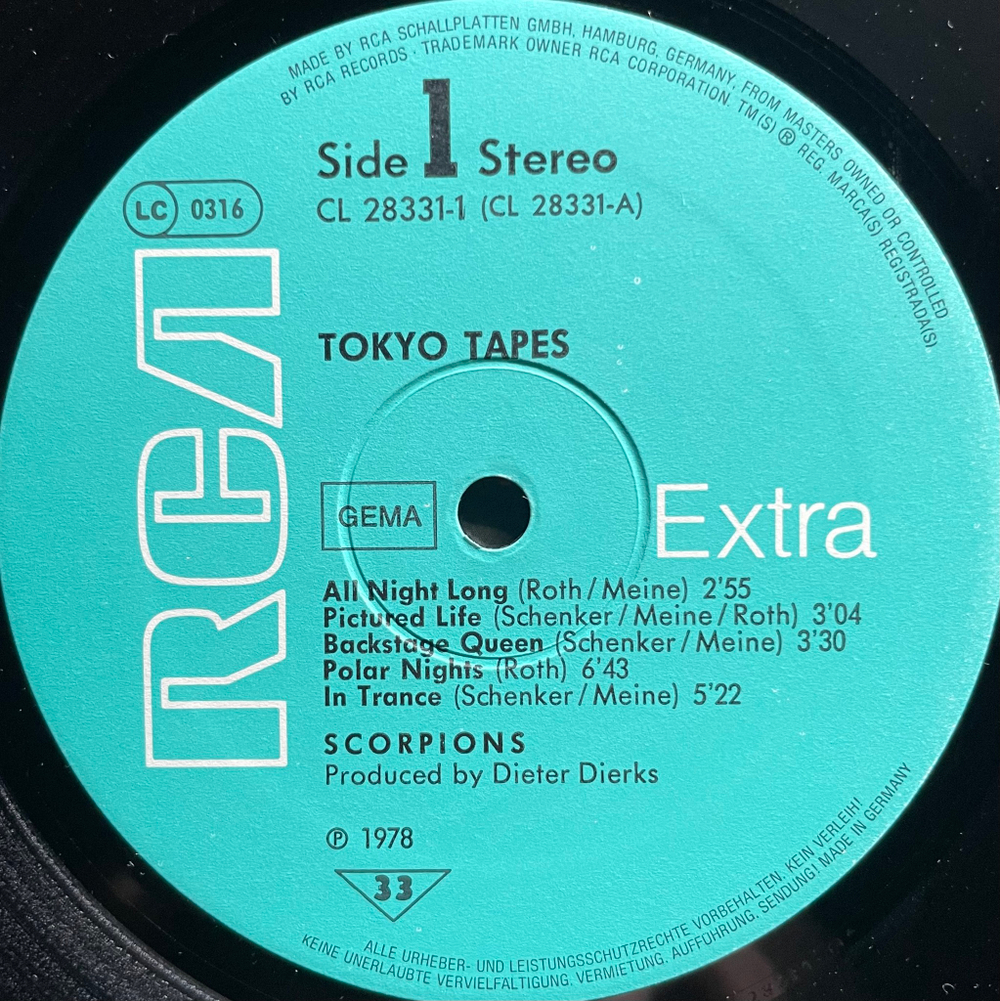 MADE BY RCA SCHALLPLATTEN GMBH, HAMBURG, GERMANY, FROM MASTERS OWNED OR CONTROLLED
BY RCA RECORDS · TRADEMARK OWNER RCA CORPORATION. TM(S) ® REG. MARCA(S) REGISTRADA(S)
Side 1 Stereo
LC 0316
CL 28331-1 (CL 28331-A)
RCA
TOKYO TAPES
GEMA
Extra
All Night Long (Roth/Meine) 2'55
Pictured Life (Schenker/Meine/Roth) 3'04
Backstage Queen (Schenker/Meine) 3'30
Polar Nights (Roth) 6'43
In Trance (Schenker/Meine) 5'22
SCORPIONS
Produced by Dieter Dierks
℗ 1978
33
ALLE URHEBER- UND LEISTUNGSSCHUTZRECHTE VORBEHALTEN. KEIN VERLEIH!
KEINE UNERLAUBTE VERVIELFÄLTIGUNG. VERMIETUNG. AUFFÜHRUNG. SENDUNG! MADE IN GERMANY